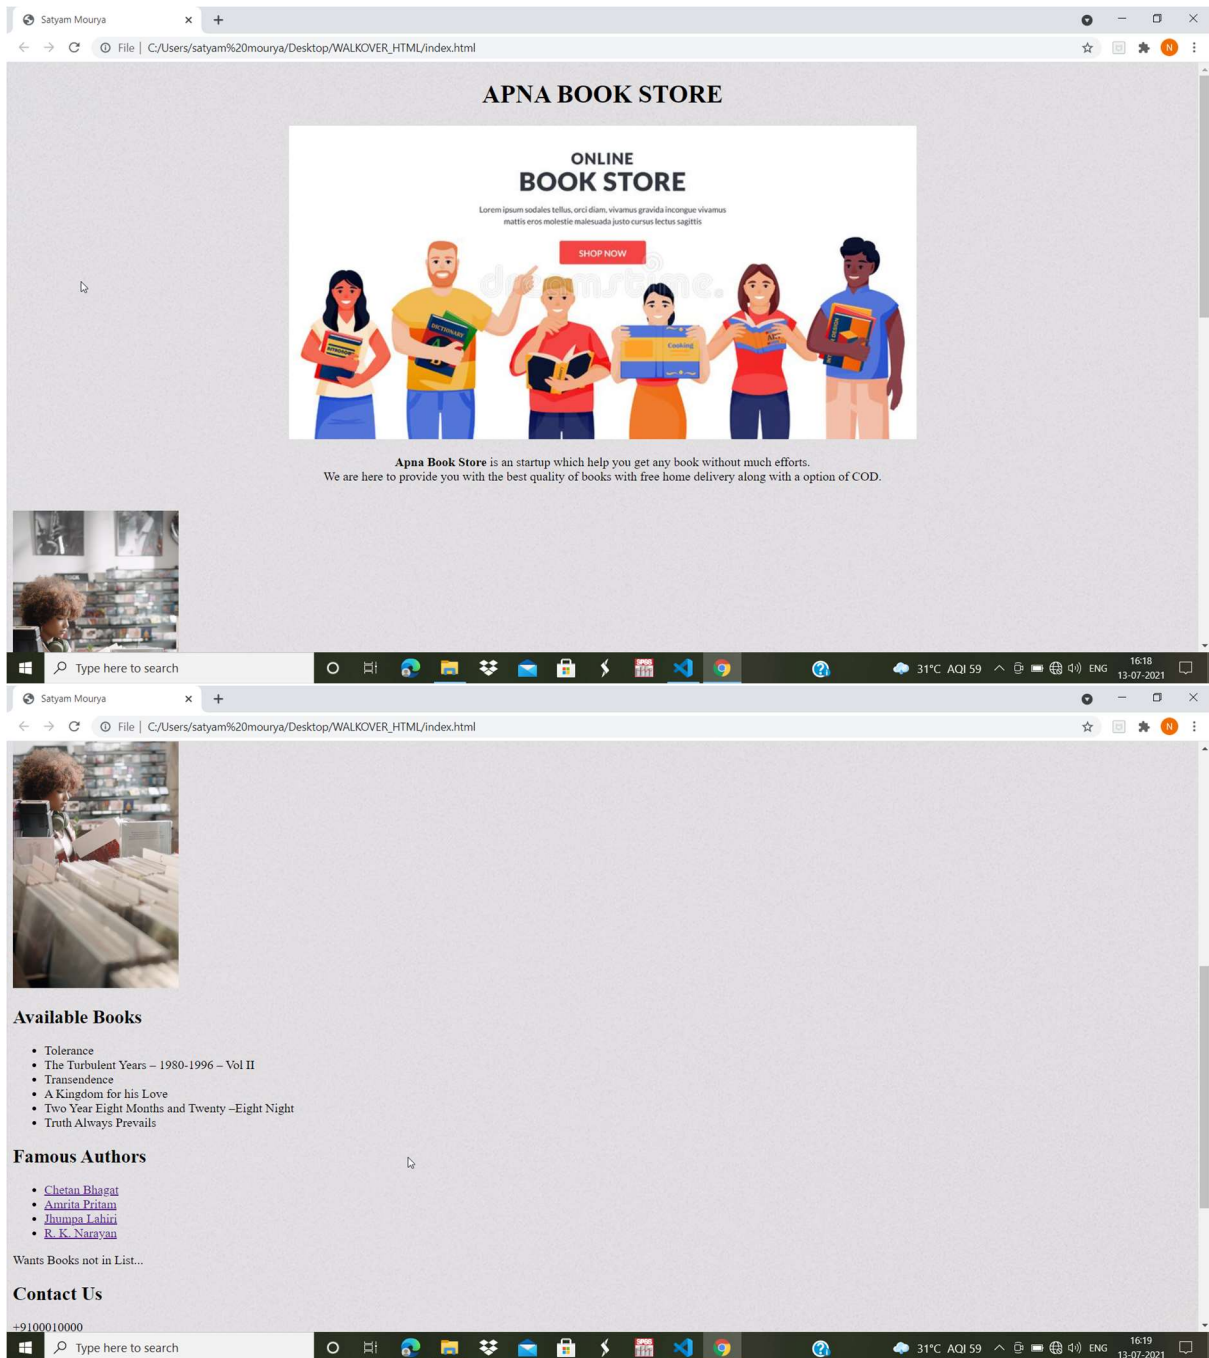 Satyam Mourya
File | C:/Users/satyam%20mourya/Desktop/WALKOVER_HTML/index.html
N
APNA BOOK STORE
ONLINE
BOOK STORE
Lorem ipsum sodales tellus, orci diam, vivamus gravida incongue vivamus
mattis eros molestie malesuada justo cursus lectus sagittis
SHOP NOW
dreamstime.
DICTIONARY
Cooking
Apna Book Store is an startup which help you get any book without much efforts.
We are here to provide you with the best quality of books with free home delivery along with a option of COD.
Type here to search
31°C AQI 59
ENG
16:18
13-07-2021
Satyam Mourya
File | C:/Users/satyam%20mourya/Desktop/WALKOVER_HTML/index.html
N
Available Books
Tolerance
The Turbulent Years – 1980-1996 – Vol II
Transendence
A Kingdom for his Love
Two Year Eight Months and Twenty –Eight Night
Truth Always Prevails
Famous Authors
Chetan Bhagat
Amrita Pritam
Jhumpa Lahiri
R. K. Narayan
Wants Books not in List...
Contact Us
+9100010000
Type here to search
31°C AQI 59
ENG
16:19
13-07-2021